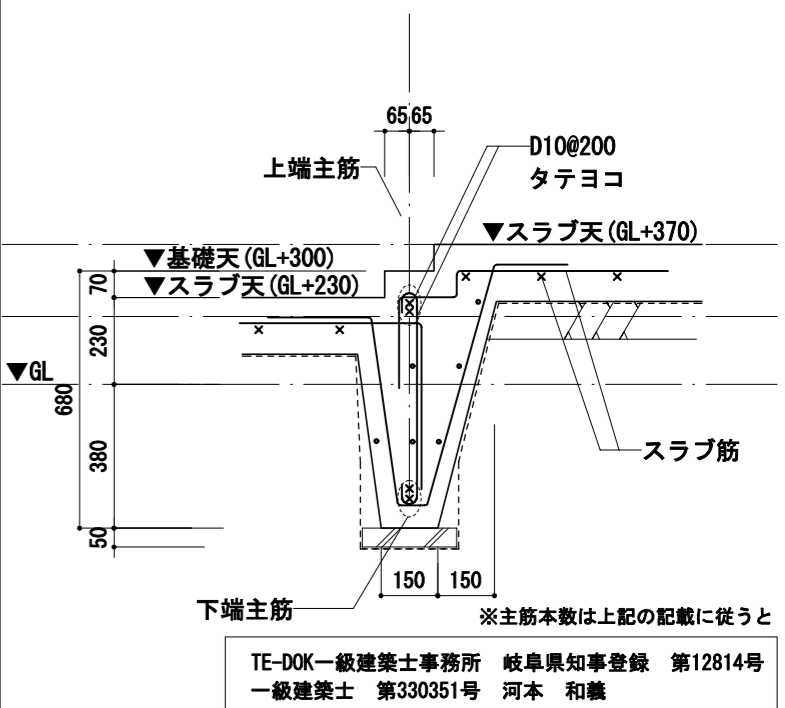 65 65
D10@200
タテヨコ
上端主筋
▼スラブ天(GL+370)
▼基礎天(GL+300)
▼スラブ天(GL+230)
70
230
▼GL
680
380
50
スラブ筋
150
150
下端主筋
※主筋本数は上記の記載に従うと
TE-DOK一級建築士事務所 岐阜県知事登録 第12814号
一級建築士 第330351号 河本 和義